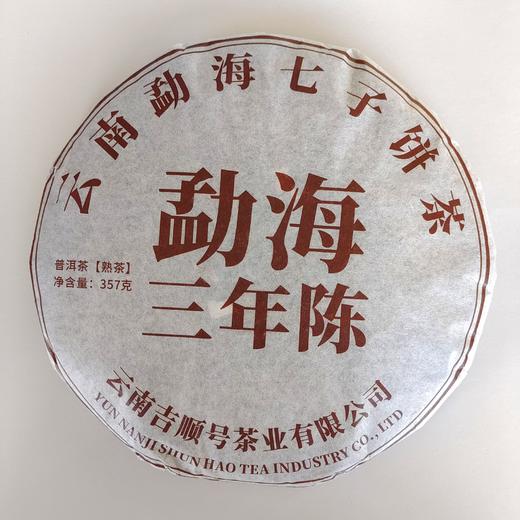 云南勐海七子饼茶
勐海
普洱茶【熟茶】
净含量：357克
三年陈
云南吉顺号茶业有限公司
YUN NANJI SHUN HAO TEA INDUSTRY CO., LTD